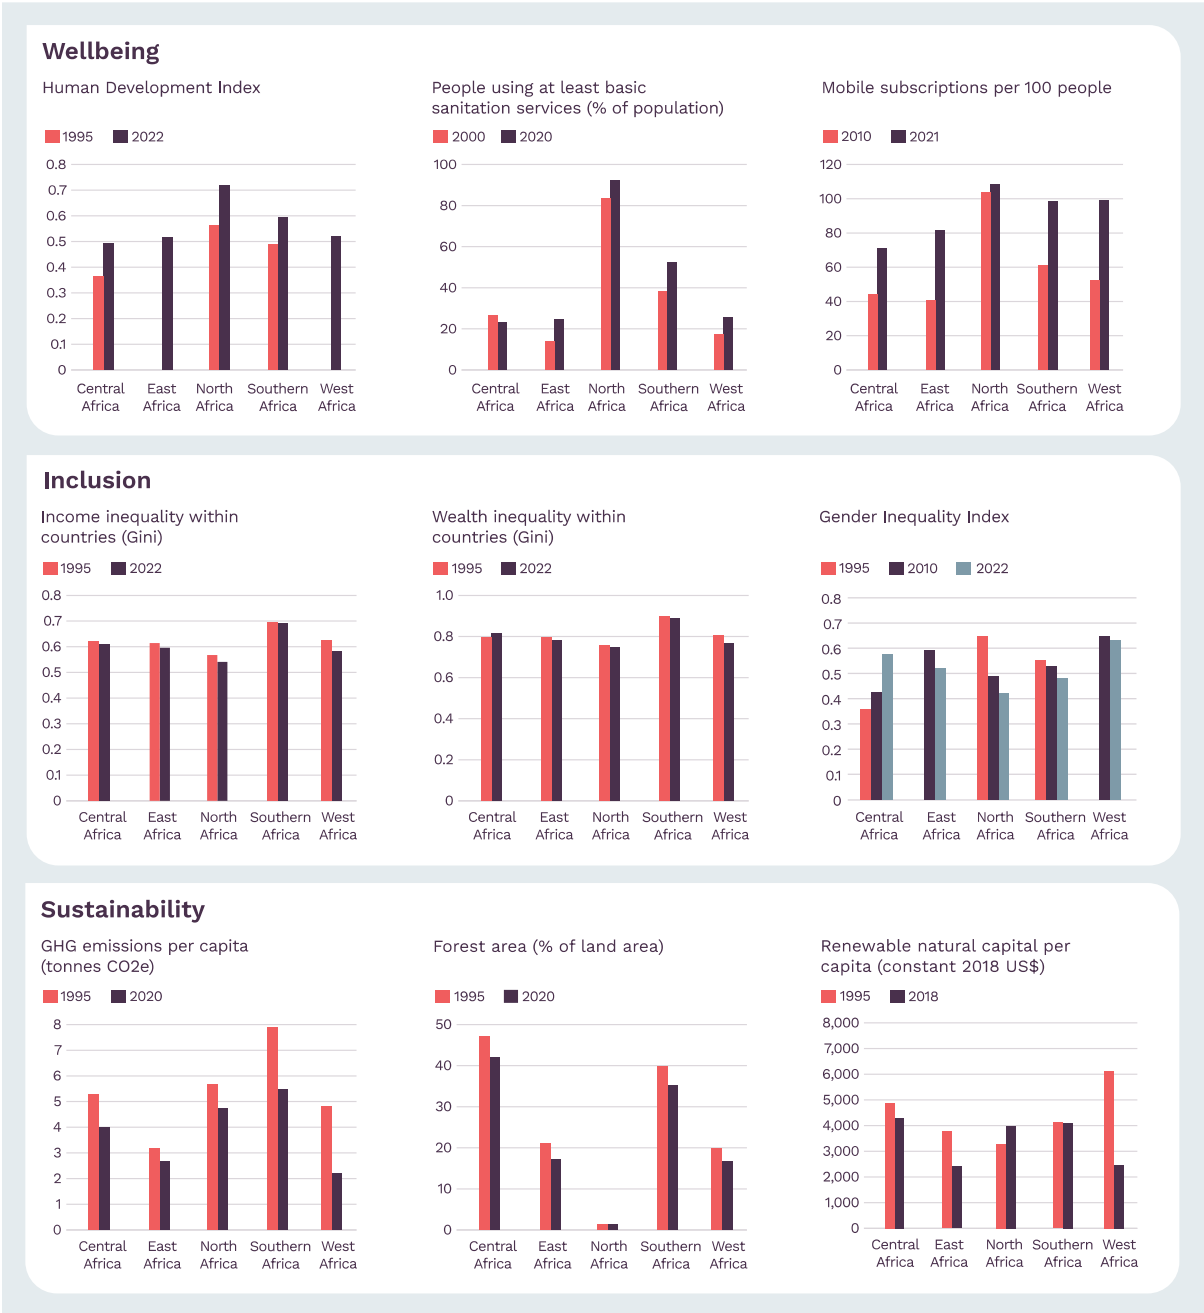 Wellbeing
Human Development Index
1995 2022
0.8
0.7
0.6
0.5
0.4
0.3
0.2
0.1
0
Central East North Southern West
Africa Africa Africa Africa Africa
People using at least basic
sanitation services (% of population)
2000 2020
100
80
60
40
20
0
Central East North Southern West
Africa Africa Africa Africa Africa
Mobile subscriptions per 100 people
2010 2021
120
100
80
60
40
20
0
Central East North Southern West
Africa Africa Africa Africa Africa
Inclusion
Income inequality within
countries (Gini)
1995 2022
0.8
0.7
0.6
0.5
0.4
0.3
0.2
0.1
0
Central East North Southern West
Africa Africa Africa Africa Africa
Wealth inequality within
countries (Gini)
1995 2022
1.0
0.8
0.6
0.4
0.2
0
Central East North Southern West
Africa Africa Africa Africa Africa
Gender Inequality Index
1995 2010 2022
0.8
0.7
0.6
0.5
0.4
0.3
0.2
0.1
0
Central East North Southern West
Africa Africa Africa Africa Africa
Sustainability
GHG emissions per capita
(tonnes CO2e)
1995 2020
8
7
6
5
4
3
2
1
0
Central East North Southern West
Africa Africa Africa Africa Africa
Forest area (% of land area)
1995 2020
50
40
30
20
10
0
Central East North Southern West
Africa Africa Africa Africa Africa
Renewable natural capital per
capita (constant 2018 US$)
1995 2018
8,000
7,000
6,000
5,000
4,000
3,000
2,000
1,000
0
Central East North Southern West
Africa Africa Africa Africa Africa